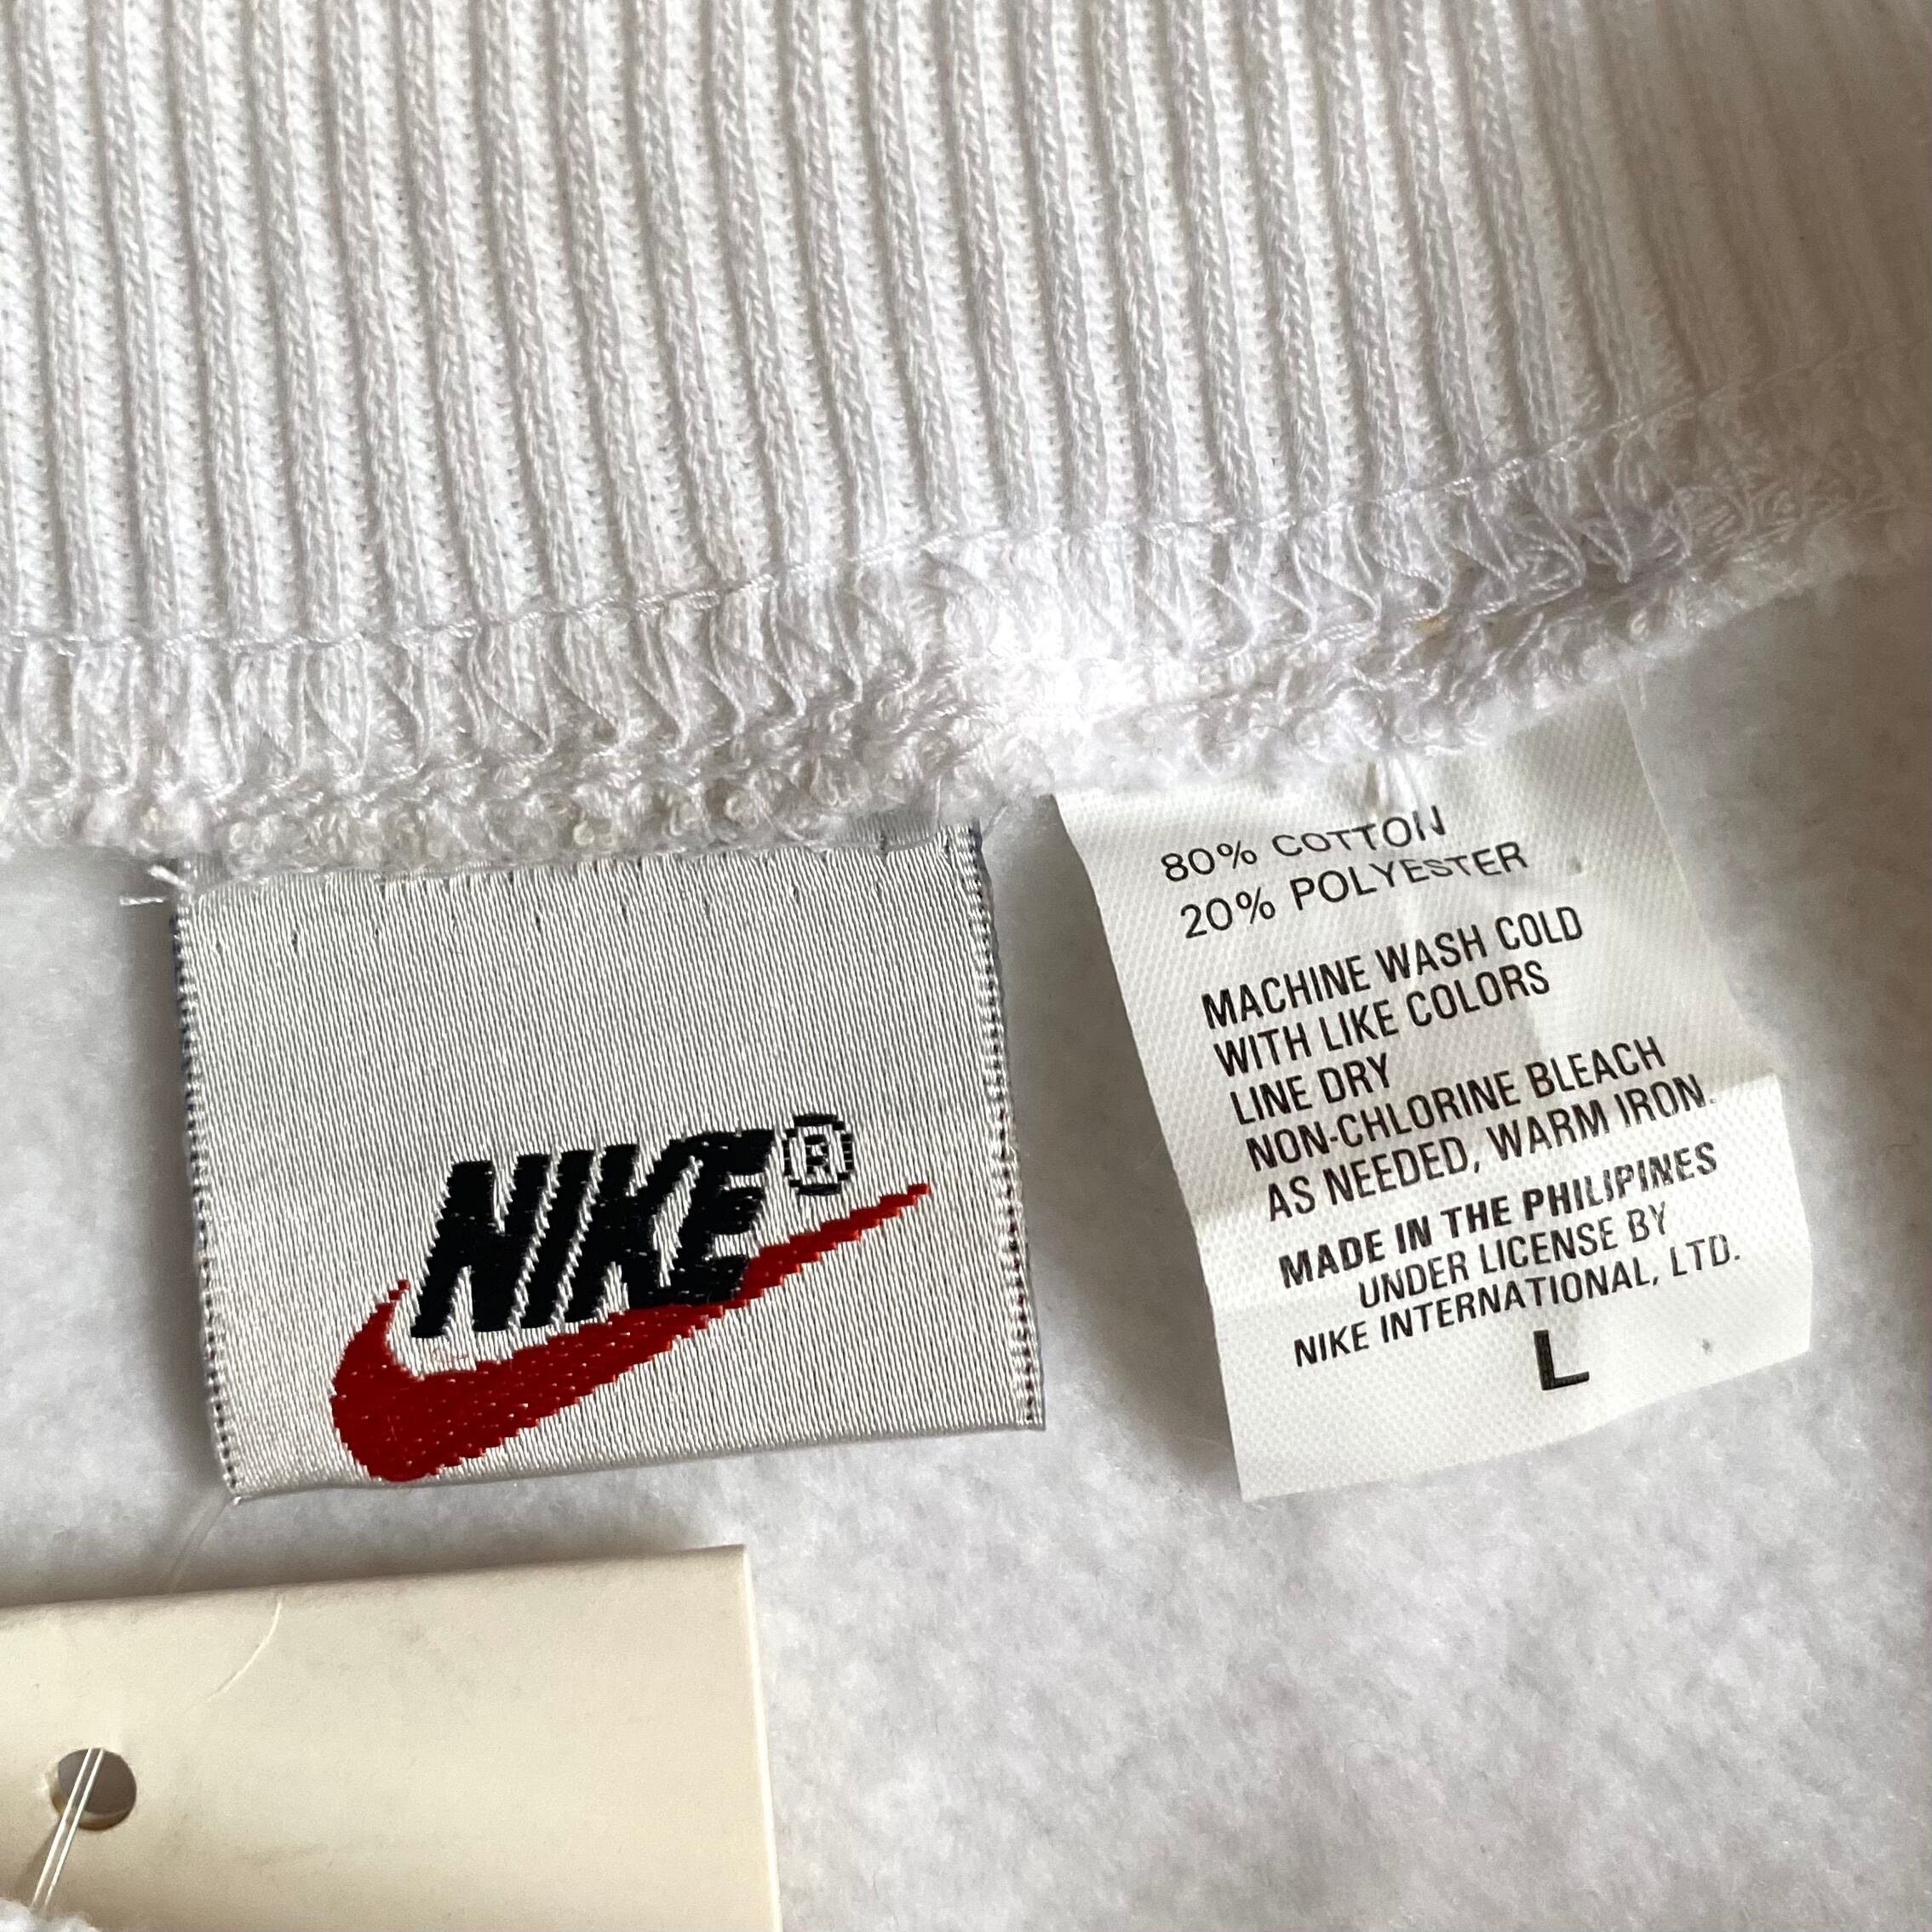 NIKE®
80% COTTON
20% POLYESTER
MACHINE WASH COLD
WITH LIKE COLORS
LINE DRY
NON-CHLORINE BLEACH
AS NEEDED, WARM IRON.
MADE IN THE PHILIPINES
UNDER LICENSE BY
NIKE INTERNATIONAL, LTD.
L